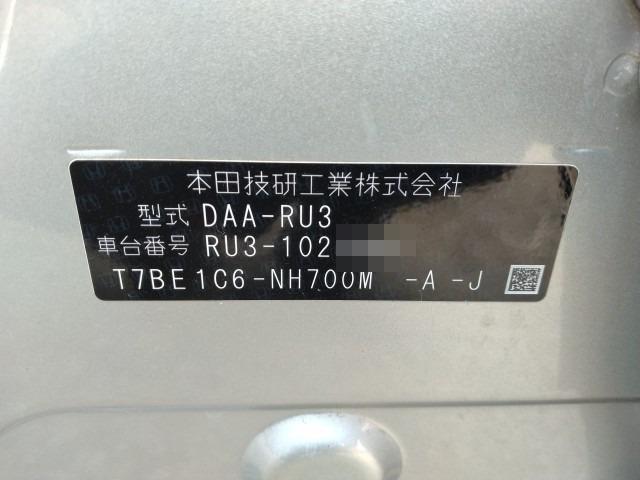 本田技研工業株式会社
型式 DAA-RU3
車台番号 RU3-102
T7BE1C6-NH700M -A -J